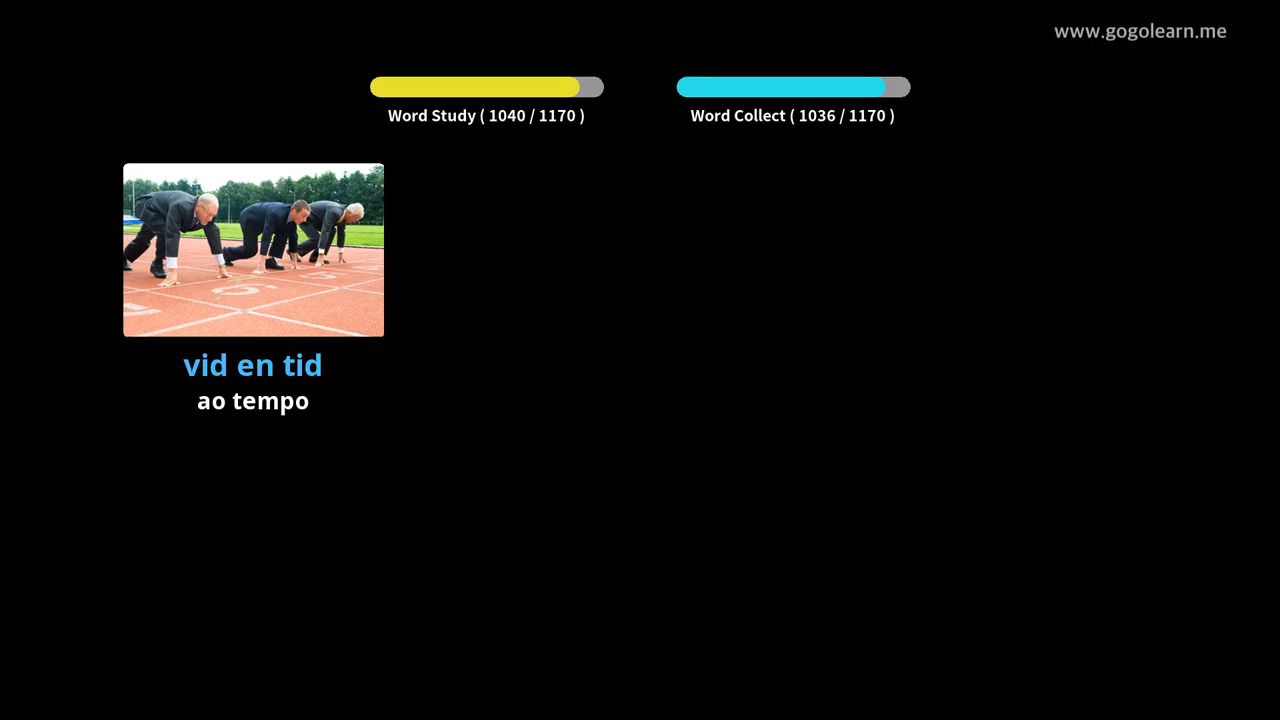 www.gogolearn.me
Word Study ( 1040 / 1170 )
Word Collect ( 1036 / 1170 )
vid en tid
ao tempo